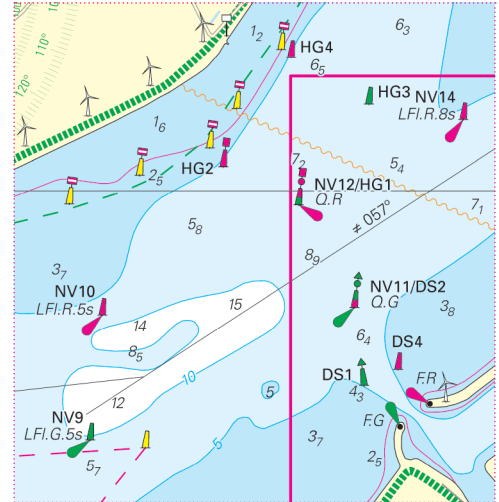 1₂
HG4
6₃
6₅
120°
110°
HG3
NV14
LFl.R.8s
1₆
HG2
2₅
7₂
5₄
NV12/HG1
Q.R
7₁
5₈
≠ 057°
8₉
3₇
NV10
LFl.R.5s
15
14
NV11/DS2
Q.G
3₈
8₅
6₄
DS4
12
10
5
DS1
4₃
F.R
NV9
LFl.G.5s
F.G
5
3₇
5₇
2₅